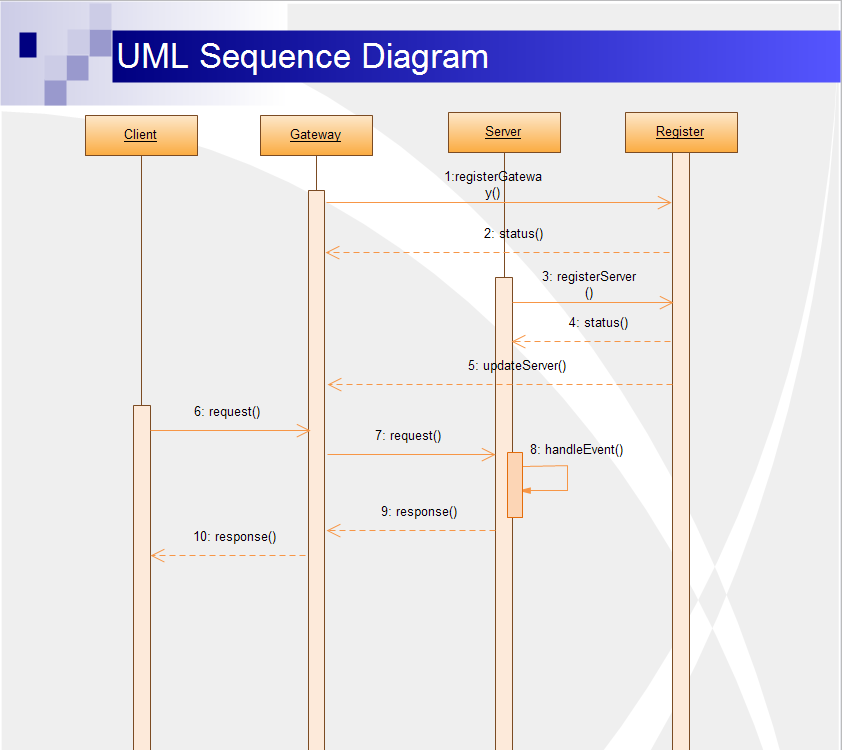 UML Sequence Diagram
Client
Gateway
Server
Register
1:registerGatewa
y()
2: status()
3: registerServer
()
4: status()
5: updateServer()
6: request()
7: request()
8: handleEvent()
9: response()
10: response()